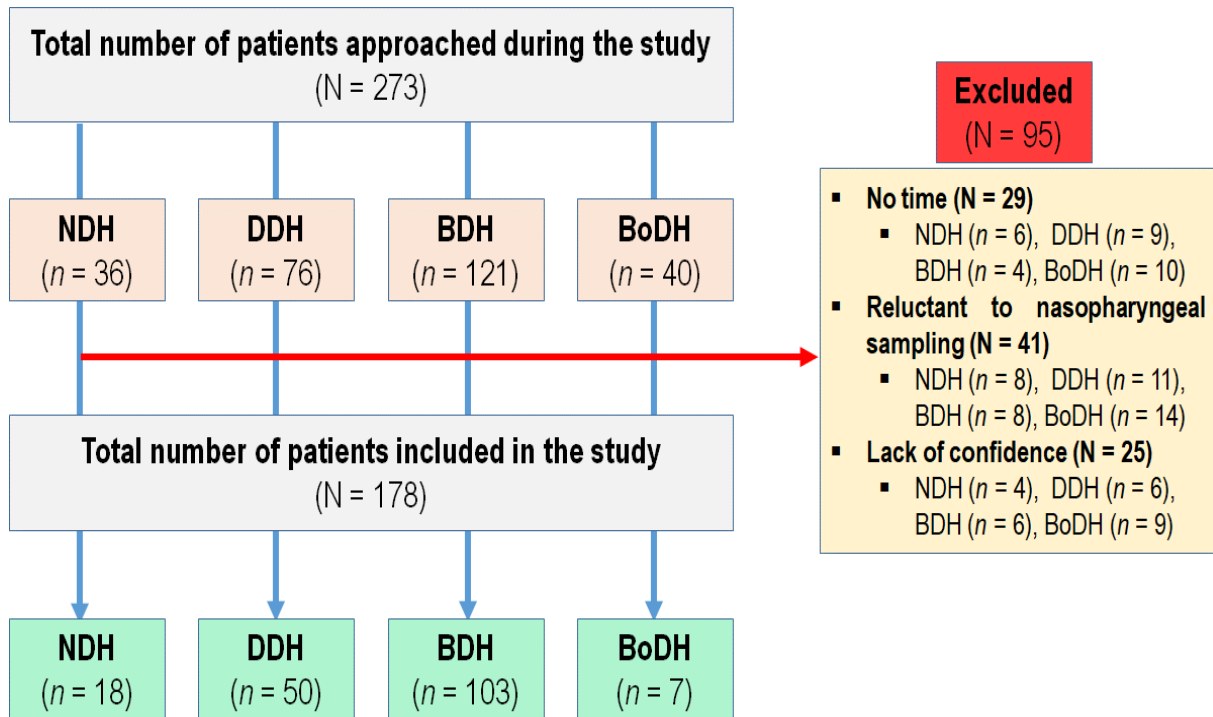 Total number of patients approached during the study
(N = 273)
NDH
(n = 36)
DDH
(n = 76)
BDH
(n = 121)
BoDH
(n = 40)
Excluded
(N = 95)
▪ No time (N = 29)
▪ NDH (n = 6), DDH (n = 9),
BDH (n = 4), BoDH (n = 10)
▪ Reluctant to nasopharyngeal
sampling (N = 41)
▪ NDH (n = 8), DDH (n = 11),
BDH (n = 8), BoDH (n = 14)
▪ Lack of confidence (N = 25)
▪ NDH (n = 4), DDH (n = 6),
BDH (n = 6), BoDH (n = 9)
Total number of patients included in the study
(N = 178)
NDH
(n = 18)
DDH
(n = 50)
BDH
(n = 103)
BoDH
(n = 7)